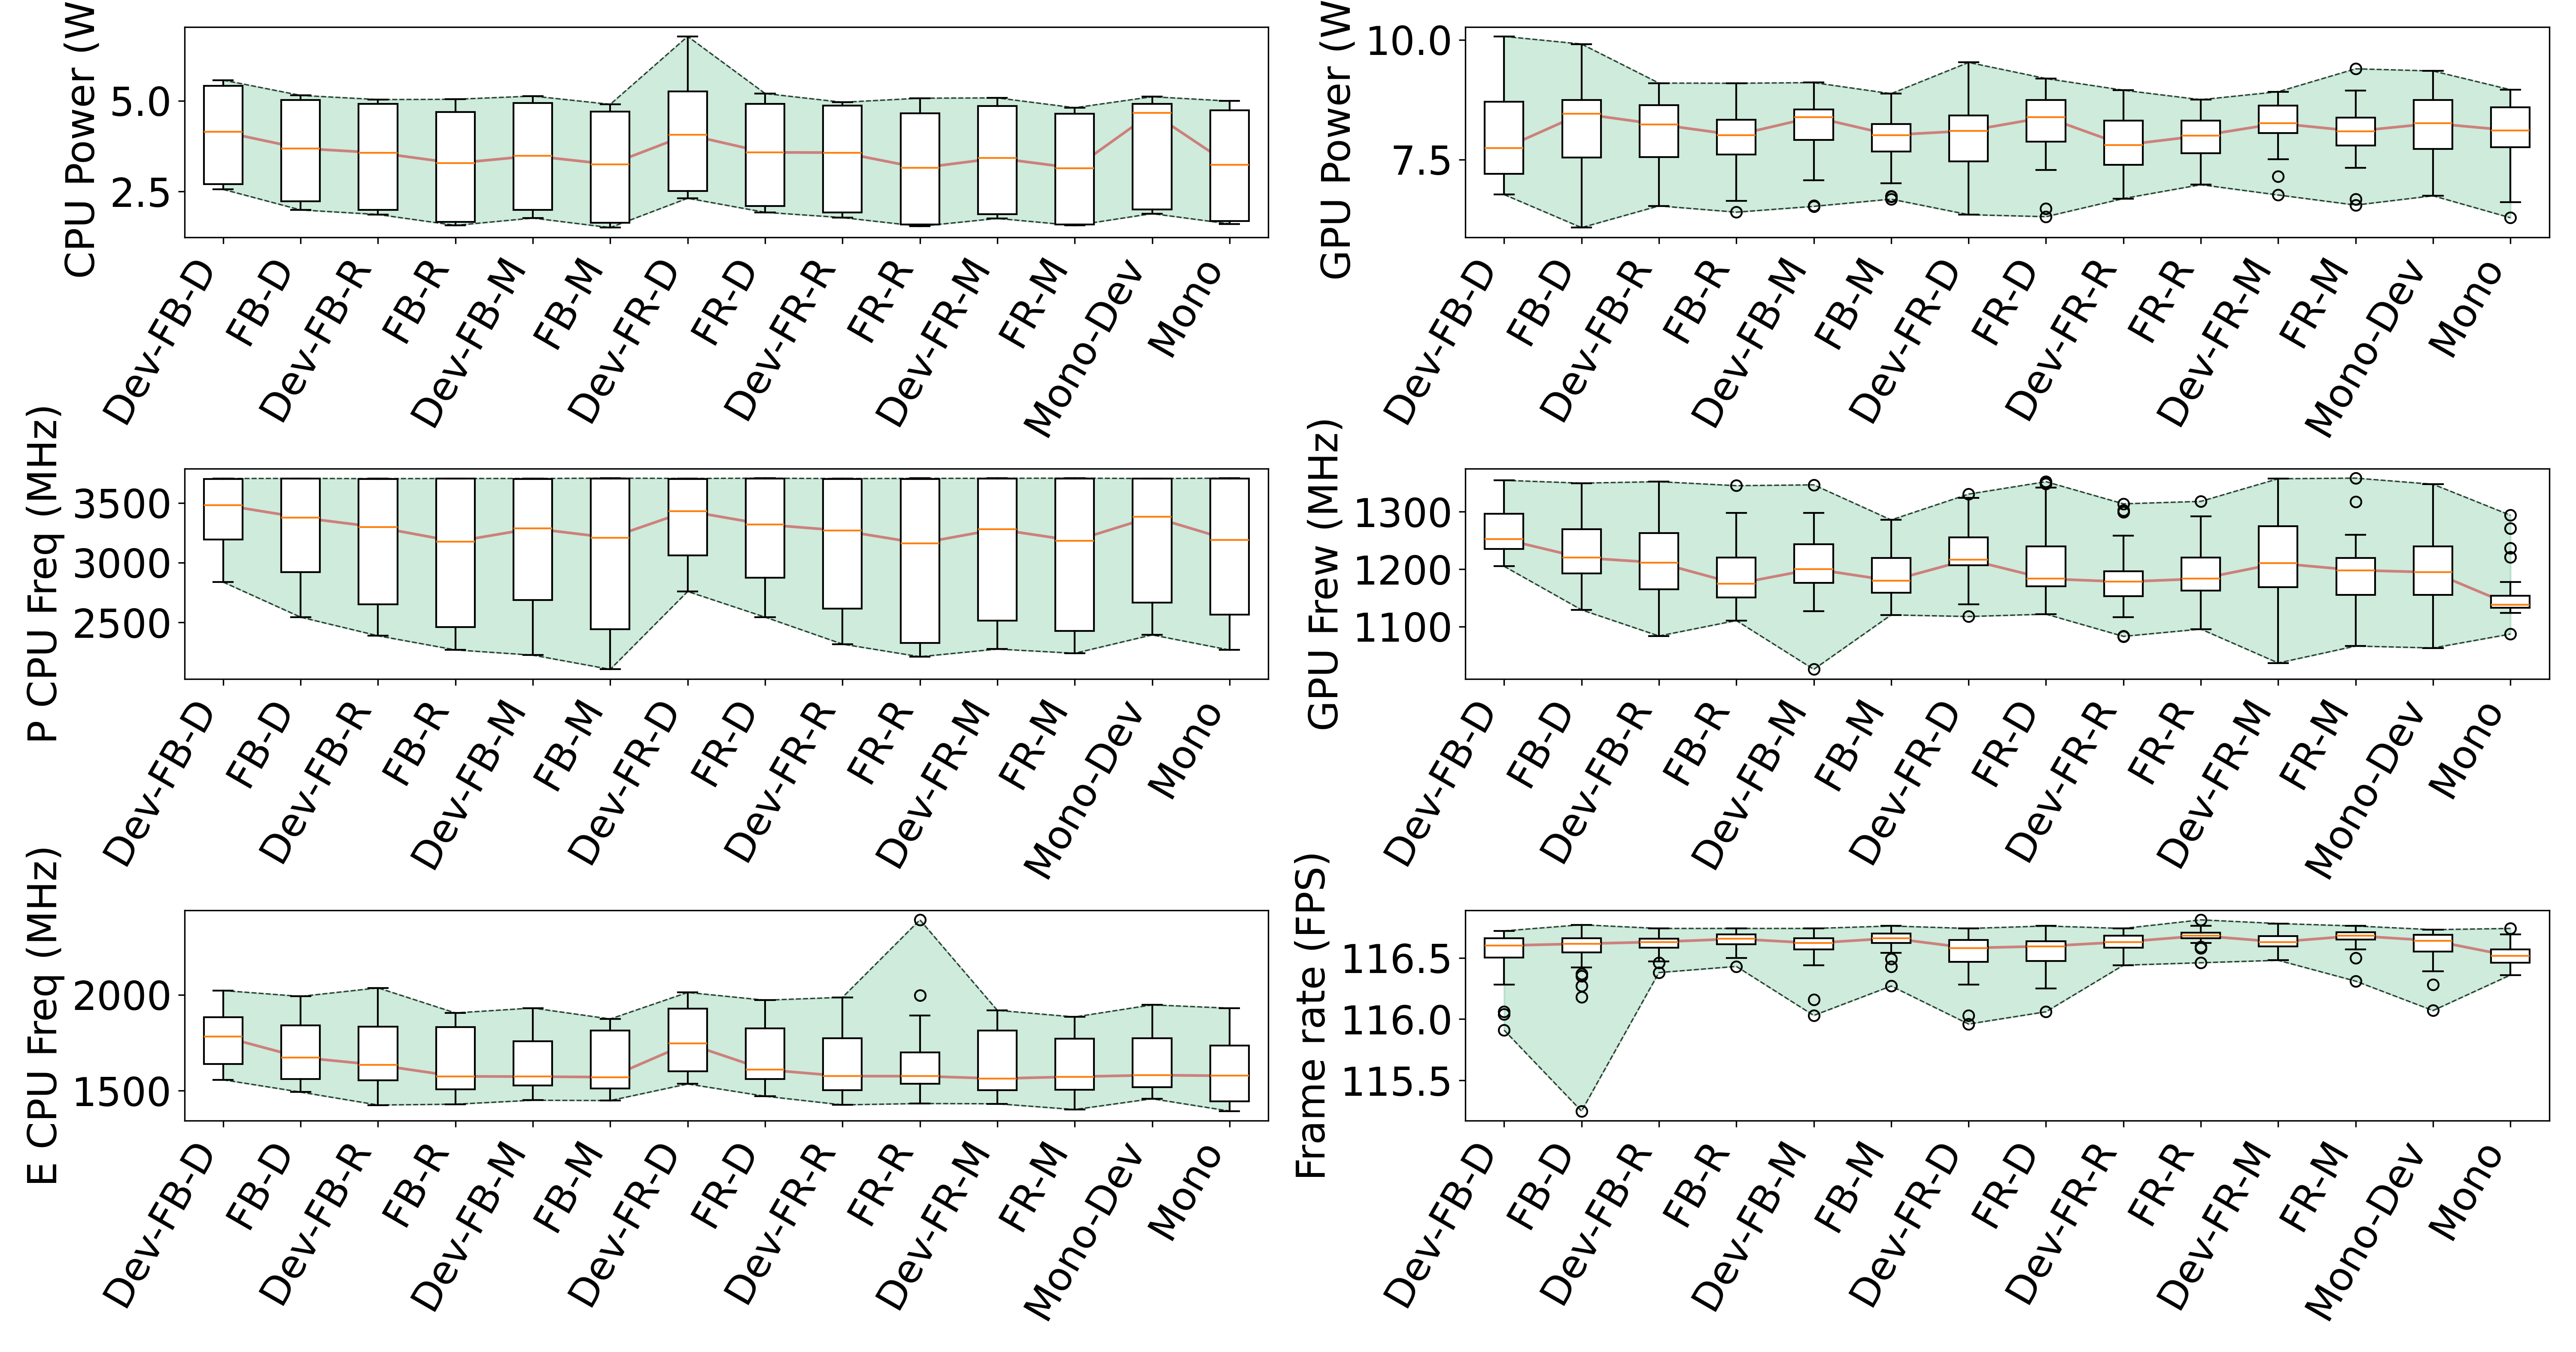 CPU Power (W
5.0
2.5
Dev-FB-D
FB-D
Dev-FB-R
FB-R
Dev-FB-M
FB-M
Dev-FR-D
FR-D
Dev-FR-R
FR-R
Dev-FR-M
FR-M
Mono-Dev
Mono
GPU Power (W
10.0
7.5
Dev-FB-D
FB-D
Dev-FB-R
FB-R
Dev-FB-M
FB-M
Dev-FR-D
FR-D
Dev-FR-R
FR-R
Dev-FR-M
FR-M
Mono-Dev
Mono
P CPU Freq (MHz)
3500
3000
2500
Dev-FB-D
FB-D
Dev-FB-R
FB-R
Dev-FB-M
FB-M
Dev-FR-D
FR-D
Dev-FR-R
FR-R
Dev-FR-M
FR-M
Mono-Dev
Mono
GPU Frew (MHz)
1300
1200
1100
Dev-FB-D
FB-D
Dev-FB-R
FB-R
Dev-FB-M
FB-M
Dev-FR-D
FR-D
Dev-FR-R
FR-R
Dev-FR-M
FR-M
Mono-Dev
Mono
E CPU Freq (MHz)
2000
1500
Dev-FB-D
FB-D
Dev-FB-R
FB-R
Dev-FB-M
FB-M
Dev-FR-D
FR-D
Dev-FR-R
FR-R
Dev-FR-M
FR-M
Mono-Dev
Mono
Frame rate (FPS)
116.5
116.0
115.5
Dev-FB-D
FB-D
Dev-FB-R
FB-R
Dev-FB-M
FB-M
Dev-FR-D
FR-D
Dev-FR-R
FR-R
Dev-FR-M
FR-M
Mono-Dev
Mono